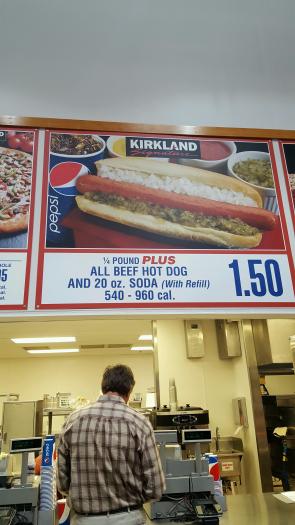 KIRKLAND
Signature
pepsi
¼ POUND PLUS
ALL BEEF HOT DOG
AND 20 oz. SODA (With Refill)
540 - 960 cal.
1.50